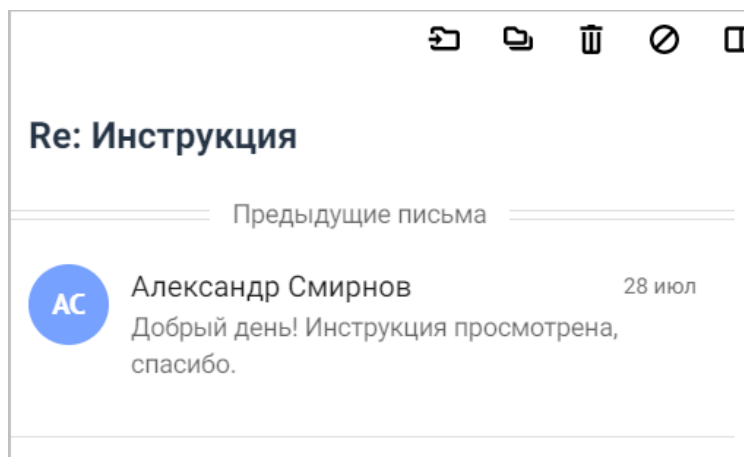 Re: Инструкция
Предыдущие письма
АС
Александр Смирнов
28 июл
Добрый день! Инструкция просмотрена,
спасибо.